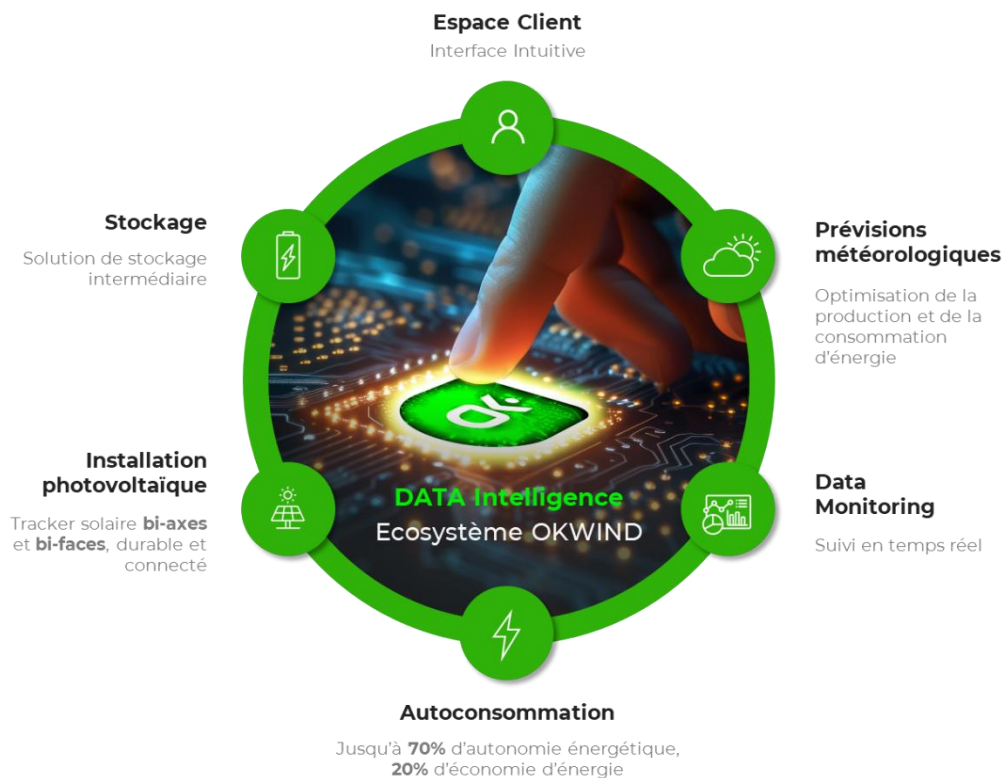 Espace Client
Interface Intuitive
Stockage
Solution de stockage
intermédiaire
Prévisions
météorologiques
Optimisation de la
production et de la
consommation
d'énergie
Installation
photovoltaïque
Tracker solaire bi-axes
et bi-faces, durable et
connecté
OK
DATA Intelligence
Ecosystème OKWIND
Data
Monitoring
Suivi en temps réel
Autoconsommation
Jusqu'à 70% d'autonomie énergétique,
20% d'économie d'énergie